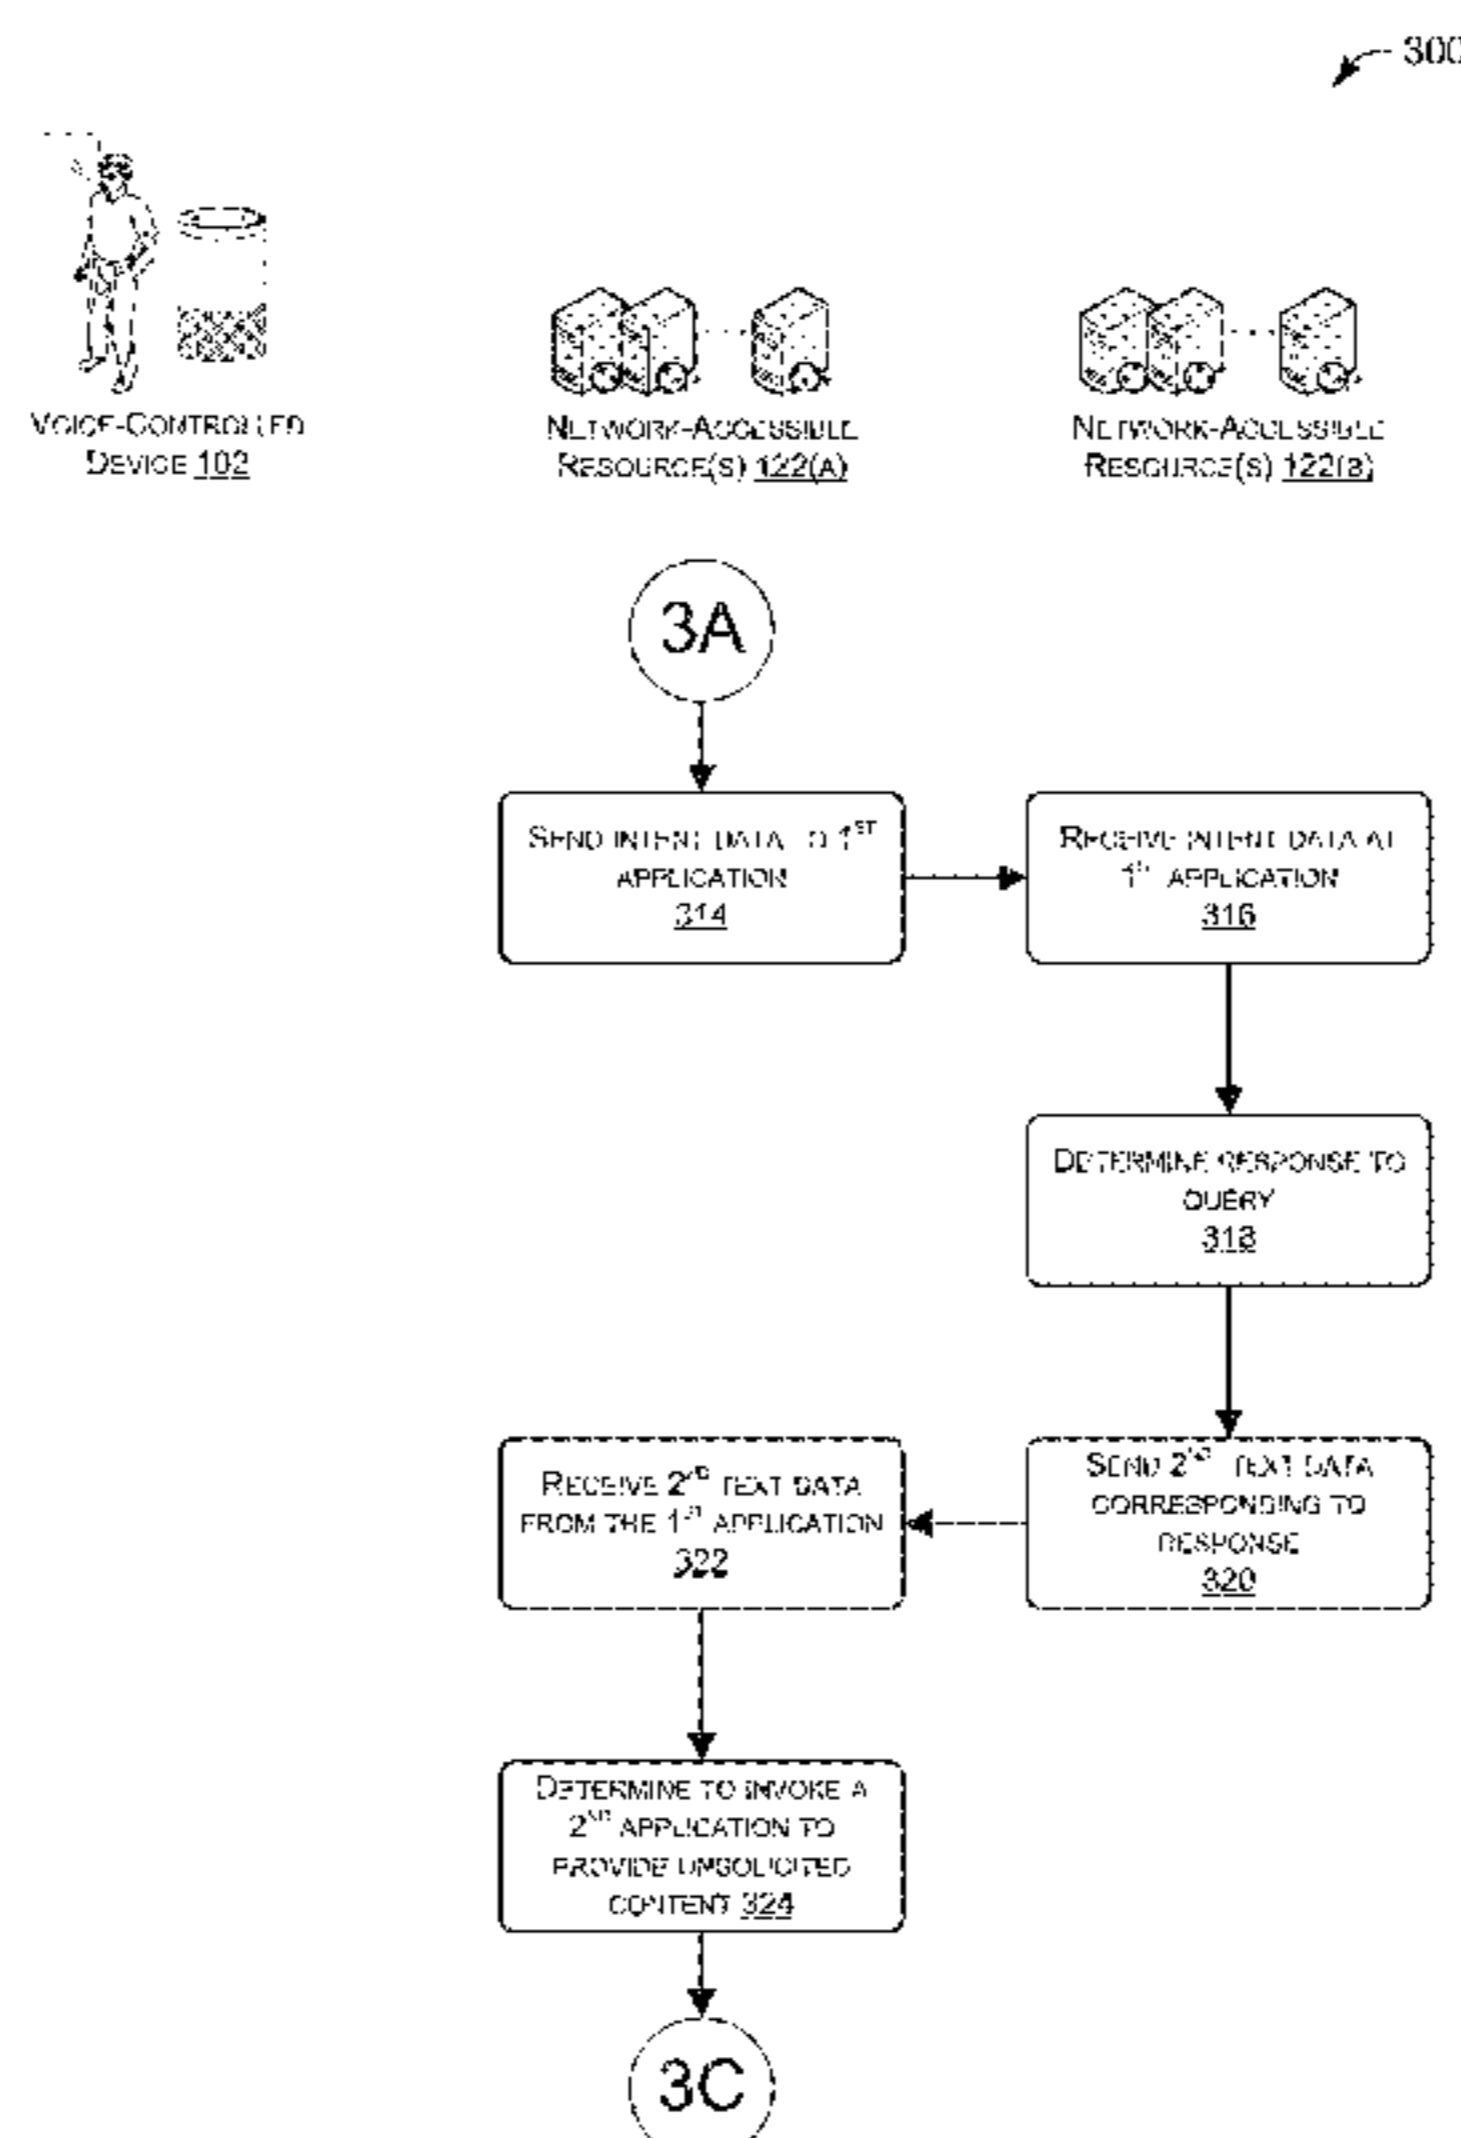 300
VOICE-CONTROLLED
DEVICE 102
NETWORK-ACCESSIBLE
RESOURCE(S) 122(A)
NETWORK-ACCESSIBLE
RESOURCE(S) 122(B)
3A
SEND INTENT DATA TO 1ST
APPLICATION
314
RECEIVE INTENT DATA AT
1ST APPLICATION
316
DETERMINE RESPONSE TO
QUERY
318
SEND 2ND TEXT DATA
CORRESPONDING TO
RESPONSE
320
RECEIVE 2ND TEXT DATA
FROM THE 1ST APPLICATION
322
DETERMINE TO INVOKE A
2ND APPLICATION TO
PROVIDE UNSOLICITED
CONTENT 324
3C